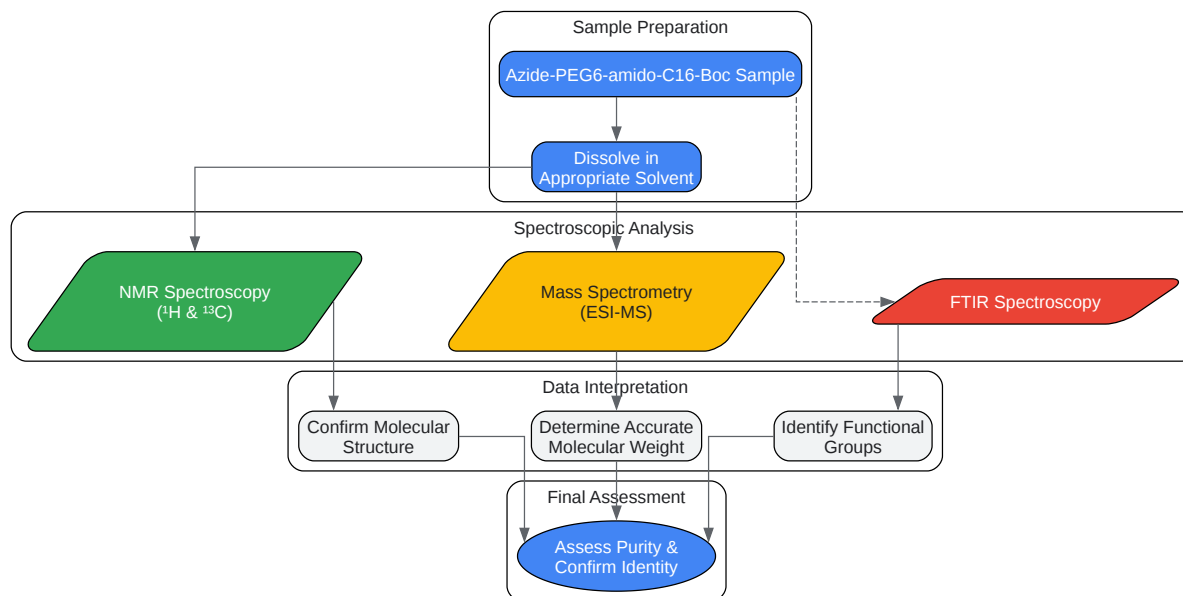 Sample Preparation
Azide-PEG6-amido-C16-Boc Sample
Dissolve in
Appropriate Solvent
Spectroscopic Analysis
NMR Spectroscopy
(¹H & ¹³C)
Mass Spectrometry
(ESI-MS)
FTIR Spectroscopy
Data Interpretation
Confirm Molecular
Structure
Determine Accurate
Molecular Weight
Identify Functional
Groups
Final Assessment
Assess Purity &
Confirm Identity